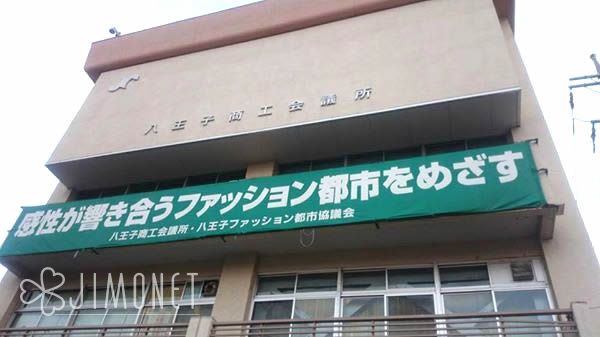 八王子商工会議所
感性が響き合うファッション都市をめざす
八王子商工会議所・八王子ファッション都市協議会
JIMONET